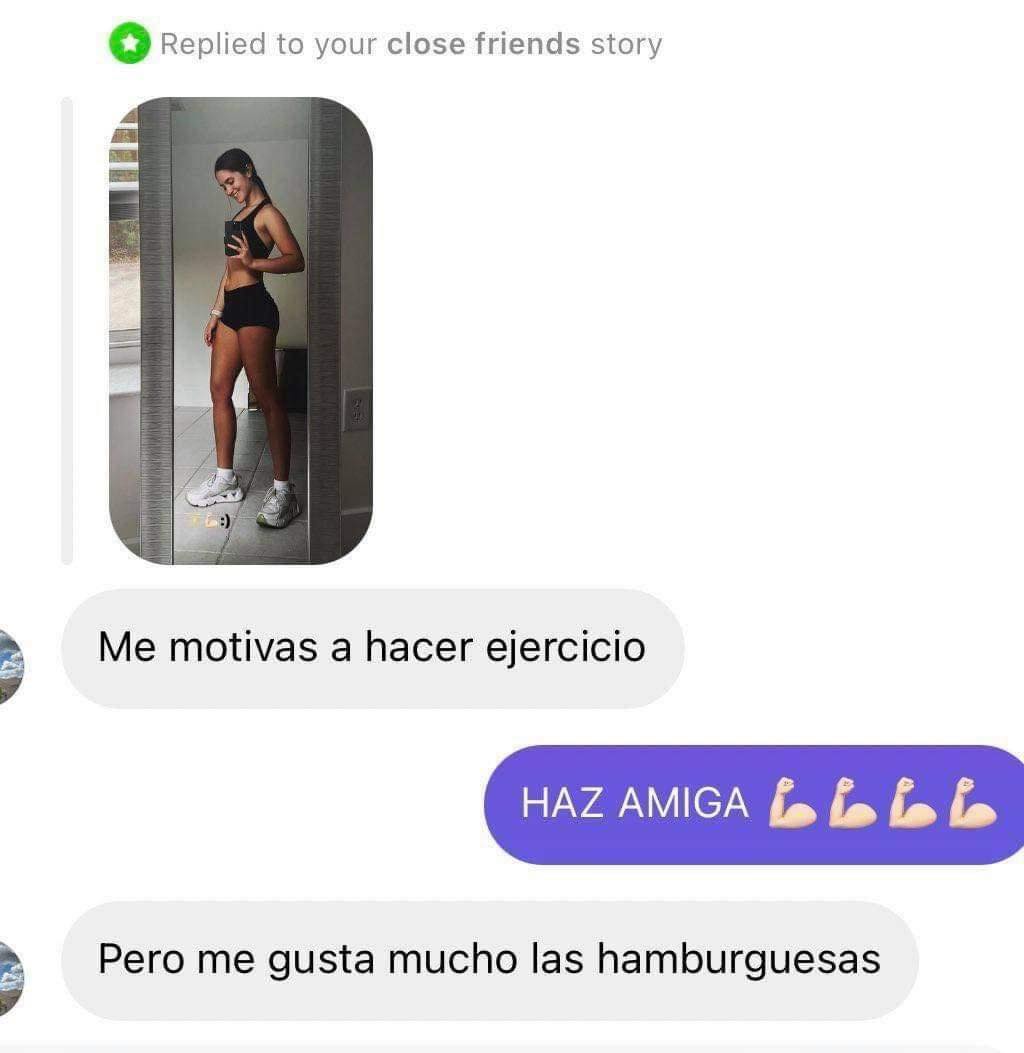 Replied to your close friends story
Me motivas a hacer ejercicio
HAZ AMIGA 💪🏻💪🏻💪🏻💪🏻
Pero me gusta mucho las hamburguesas